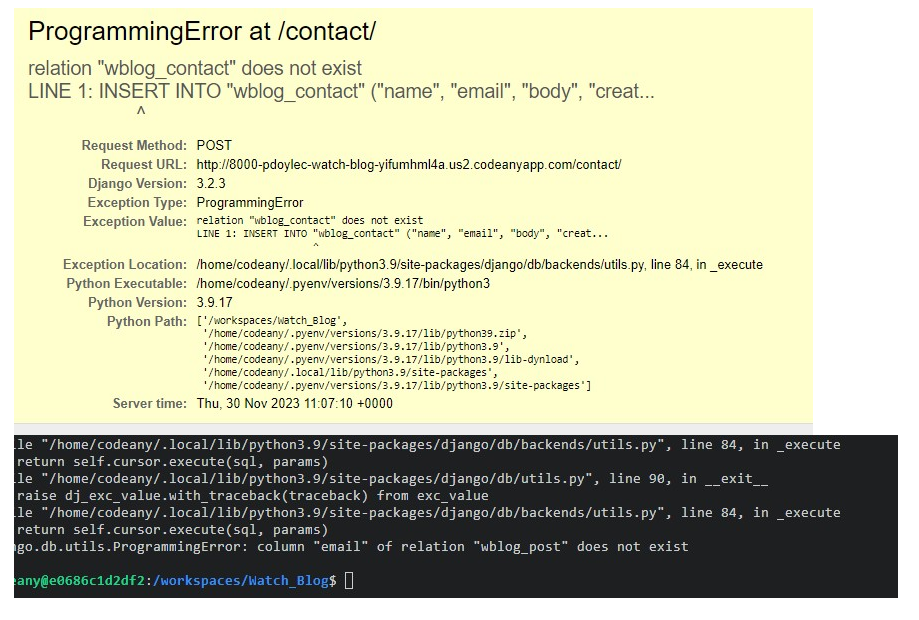 ProgrammingError at /contact/
relation "wblog_contact" does not exist
LINE 1: INSERT INTO "wblog_contact" ("name", "email", "body", "creat...
^
Request Method: POST
Request URL: http://8000-pdoylec-watch-blog-yifumhml4a.us2.codeanyapp.com/contact/
Django Version: 3.2.3
Exception Type: ProgrammingError
Exception Value: relation "wblog_contact" does not exist
LINE 1: INSERT INTO "wblog_contact" ("name", "email", "body", "creat...
^
Exception Location: /home/codeany/.local/lib/python3.9/site-packages/django/db/backends/utils.py, line 84, in _execute
Python Executable: /home/codeany/.pyenv/versions/3.9.17/bin/python3
Python Version: 3.9.17
Python Path: ['/workspaces/Watch_Blog',
'/home/codeany/.pyenv/versions/3.9.17/lib/python39.zip',
'/home/codeany/.pyenv/versions/3.9.17/lib/python3.9',
'/home/codeany/.pyenv/versions/3.9.17/lib/python3.9/lib-dynload',
'/home/codeany/.local/lib/python3.9/site-packages',
'/home/codeany/.pyenv/versions/3.9.17/lib/python3.9/site-packages']
Server time: Thu, 30 Nov 2023 11:07:10 +0000
le "/home/codeany/.local/lib/python3.9/site-packages/django/db/backends/utils.py", line 84, in _execute
return self.cursor.execute(sql, params)
le "/home/codeany/.local/lib/python3.9/site-packages/django/db/utils.py", line 90, in __exit__
raise dj_exc_value.with_traceback(traceback) from exc_value
le "/home/codeany/.local/lib/python3.9/site-packages/django/db/backends/utils.py", line 84, in _execute
return self.cursor.execute(sql, params)
go.db.utils.ProgrammingError: column "email" of relation "wblog_post" does not exist
eany@e0686c1d2df2:/workspaces/Watch_Blog$